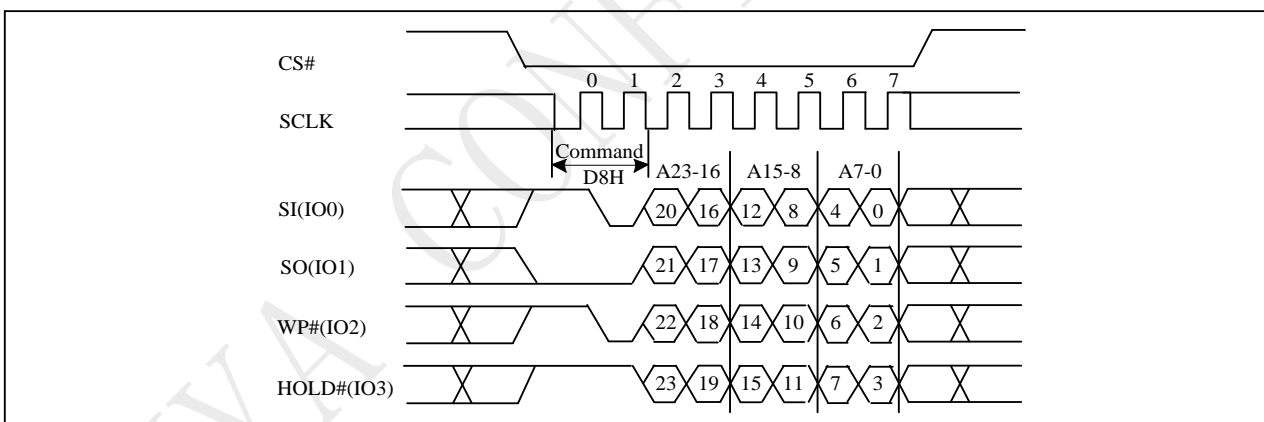 CS#
0 1 2 3 4 5 6 7
SCLK
Command
D8H
A23-16 A15-8 A7-0
SI(IO0)
20 16 12 8 4 0
SO(IO1)
21 17 13 9 5 1
WP#(IO2)
22 18 14 10 6 2
HOLD#(IO3)
23 19 15 11 7 3